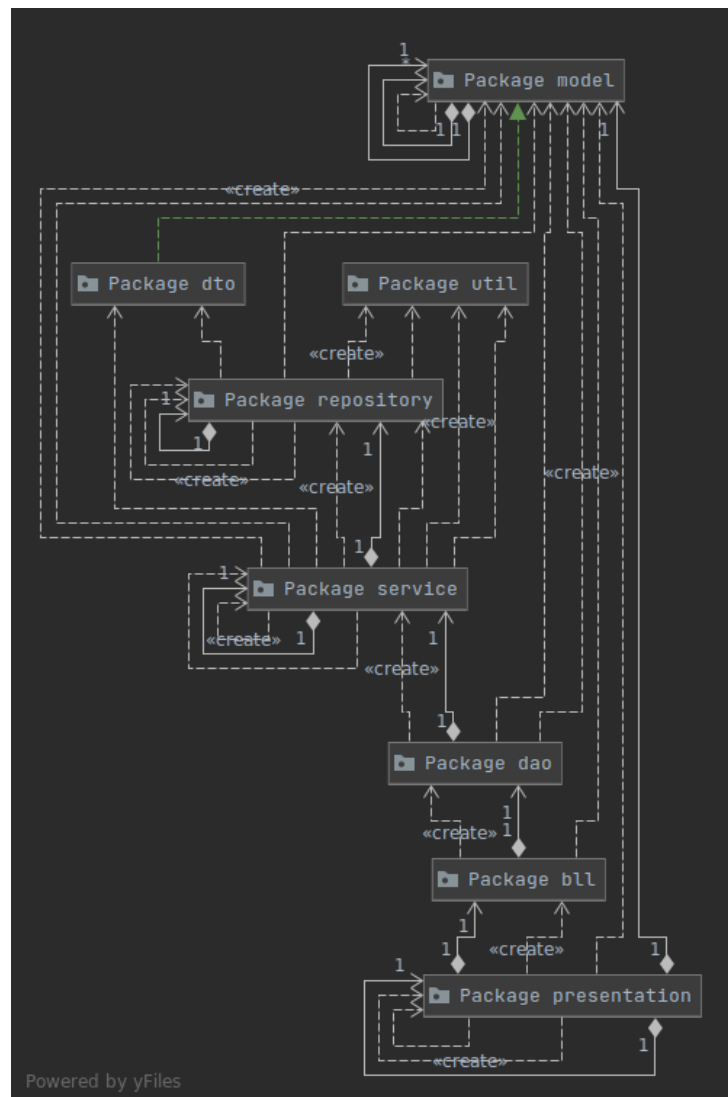 1
*
Package model
1 1
1
«create»
Package dto
Package util
«create»
Package repository
1
«create»
1
1
«create»
«create»
«create»
1
Package service
1
1
«create»
1
«create»
1
Package dao
1
1
«create»
Package bll
1
1
«create»
1
1
Package presentation
1
«create»
Powered by yFiles